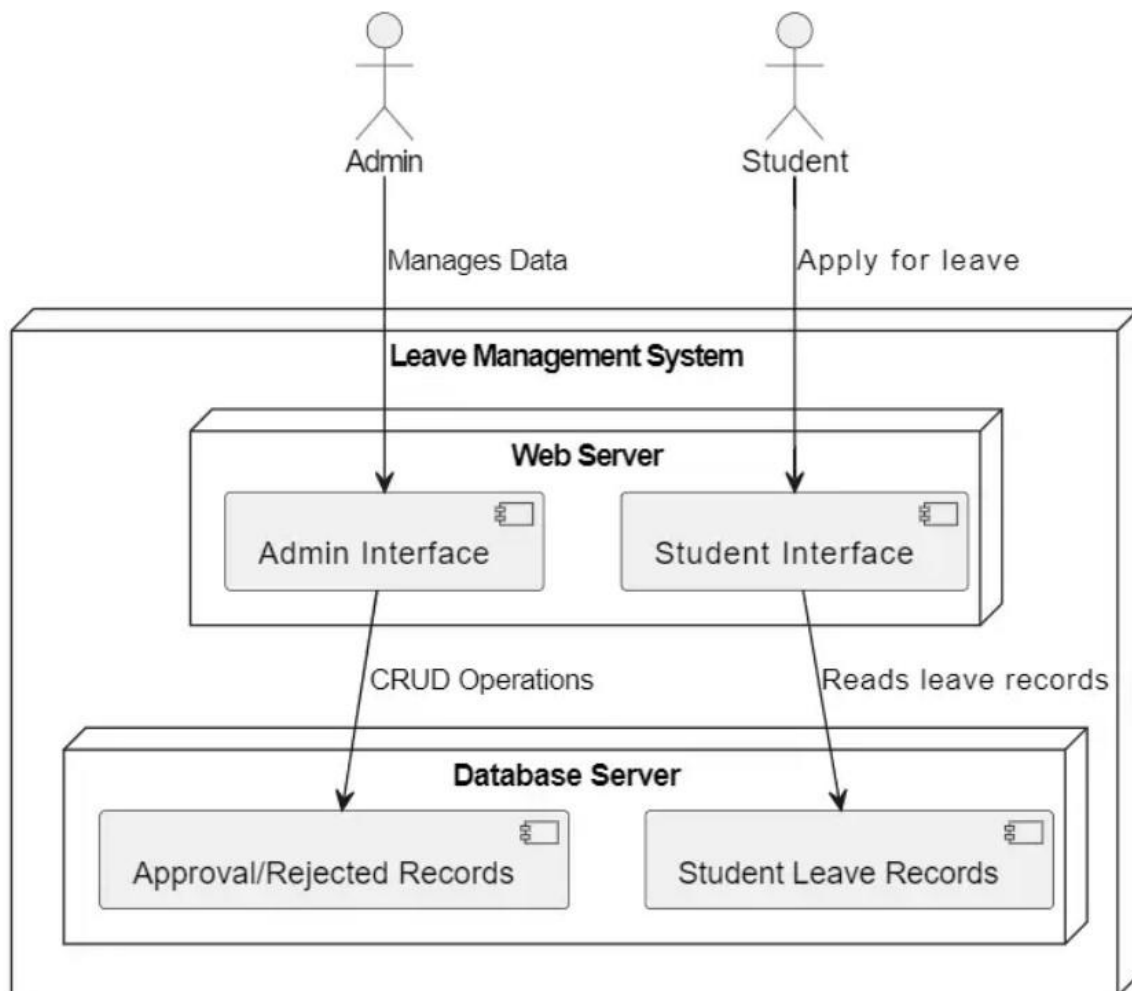 Admin
Student
Manages Data
Apply for leave
Leave Management System
Web Server
Admin Interface
Student Interface
CRUD Operations
Reads leave records
Database Server
Approval/Rejected Records
Student Leave Records